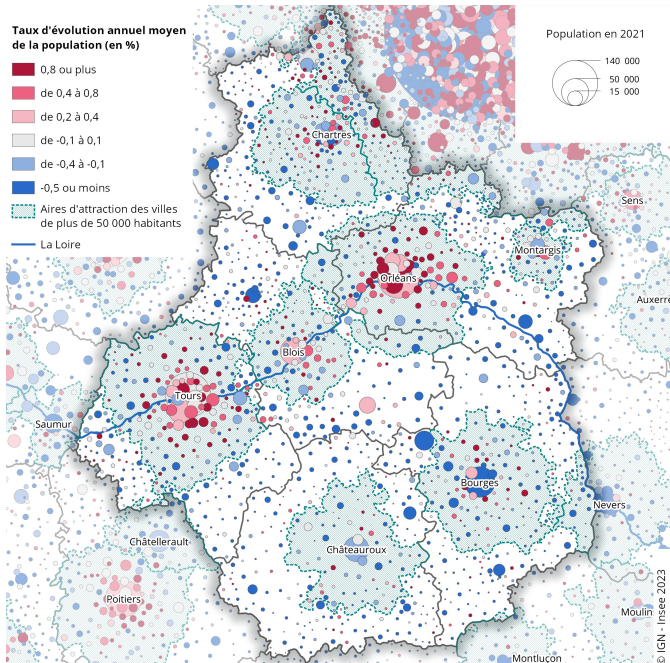 Taux d'évolution annuel moyen
de la population (en %)
0,8 ou plus
de 0,4 à 0,8
de 0,2 à 0,4
de -0,1 à 0,1
de -0,4 à -0,1
-0,5 ou moins
Aires d'attraction des villes
de plus de 50 000 habitants
La Loire
Population en 2021
140 000
50 000
15 000
Chartres
Sens
Montargis
Orléans
Auxerre
Blois
Tours
Saumur
Bourges
Nevers
Châtellerault
Châteauroux
Poitiers
Moulin
Montluçon
© IGN - Insee 2023